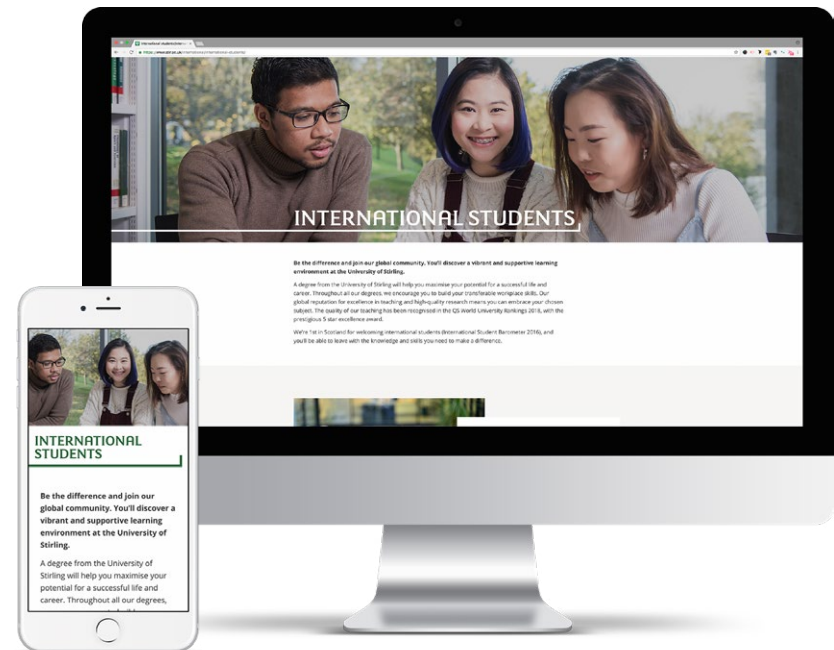 INTERNATIONAL STUDENTS
Be the difference and join our global community. You'll discover a vibrant and supportive learning
environment at the University of Stirling.
A degree from the University of Stirling will help you maximise your potential for a successful life and
career. Throughout all our degrees, we encourage you to build your transferable workplace skills. Our
global reputation for excellence in teaching and high-quality research means you can embrace your chosen
subject. The quality of our teaching has been recognised in the QS World University Rankings 2018, with the
prestigious 5 star excellence award.
We're 1st in Scotland for welcoming international students (International Student Barometer 2016), and
you'll be able to leave with the knowledge and skills you need to make a difference.
INTERNATIONAL
STUDENTS
Be the difference and join our
global community. You'll discover a
vibrant and supportive learning
environment at the University of
Stirling.
A degree from the University of
Stirling will help you maximise your
potential for a successful life and
career. Throughout all our degrees,